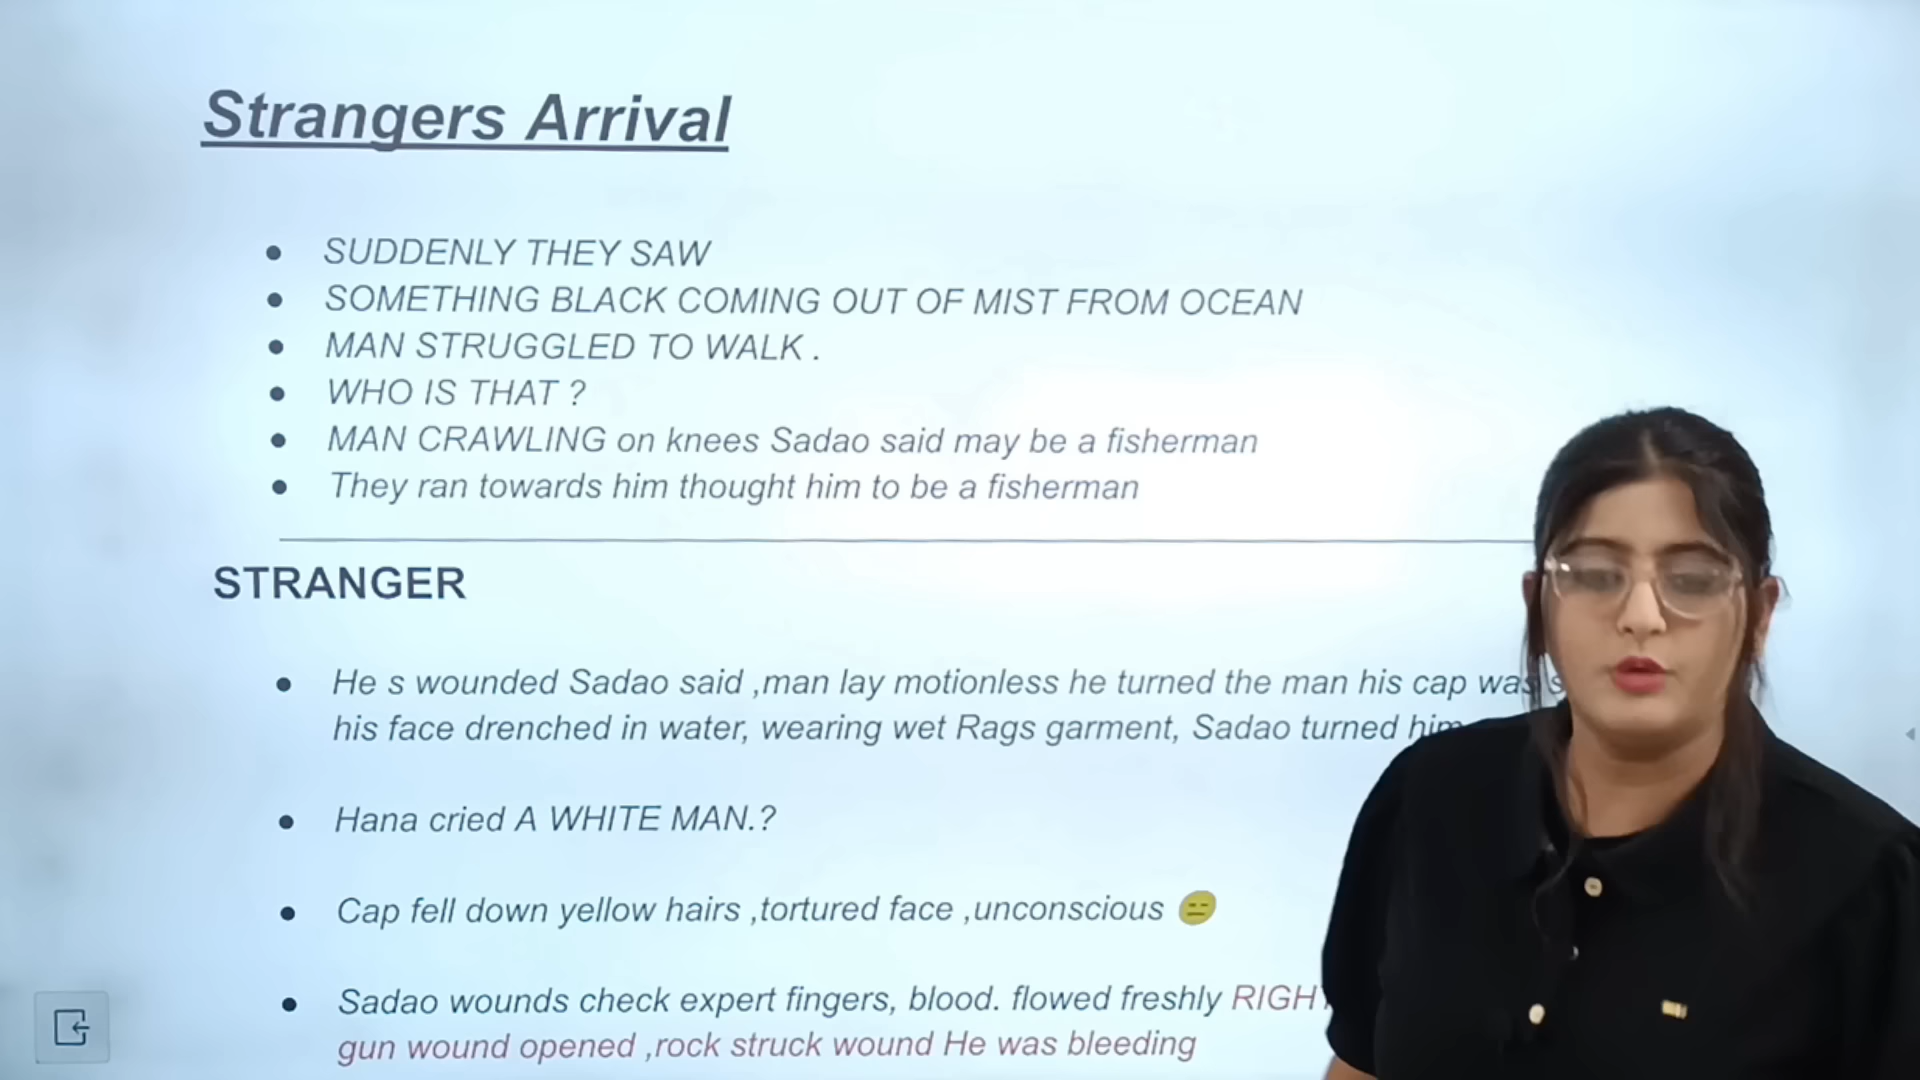 Strangers Arrival
● SUDDENLY THEY SAW
● SOMETHING BLACK COMING OUT OF MIST FROM OCEAN
● MAN STRUGGLED TO WALK .
● WHO IS THAT ?
● MAN CRAWLING on knees Sadao said may be a fisherman
● They ran towards him thought him to be a fisherman
STRANGER
● He s wounded Sadao said ,man lay motionless he turned the man his cap was
his face drenched in water, wearing wet Rags garment, Sadao turned him
● Hana cried A WHITE MAN.?
● Cap fell down yellow hairs ,tortured face ,unconscious 😑
● Sadao wounds check expert fingers, blood. flowed freshly
gun wound opened ,rock struck wound He was bleeding